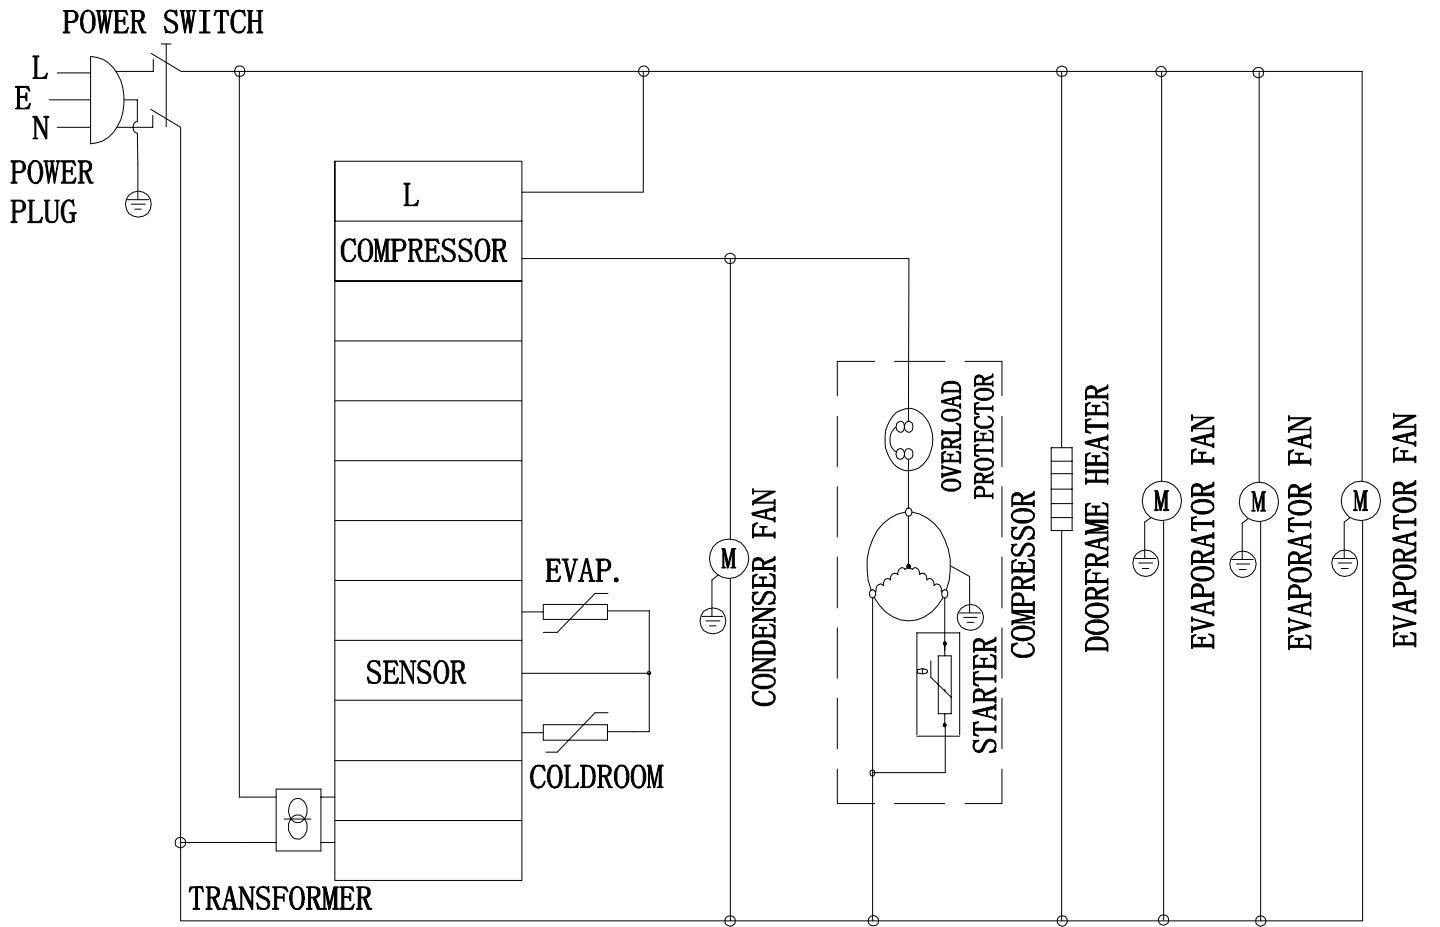 POWER SWITCH
L
E
N
POWER
PLUG
L
COMPRESSOR
EVAP.
SENSOR
COLDROOM
TRANSFORMER
CONDENSER FAN
M
OVERLOAD
PROTECTOR
COMPRESSOR
STARTER
θ
DOORFRAME HEATER
M
EVAPORATOR FAN
M
EVAPORATOR FAN
M
EVAPORATOR FAN